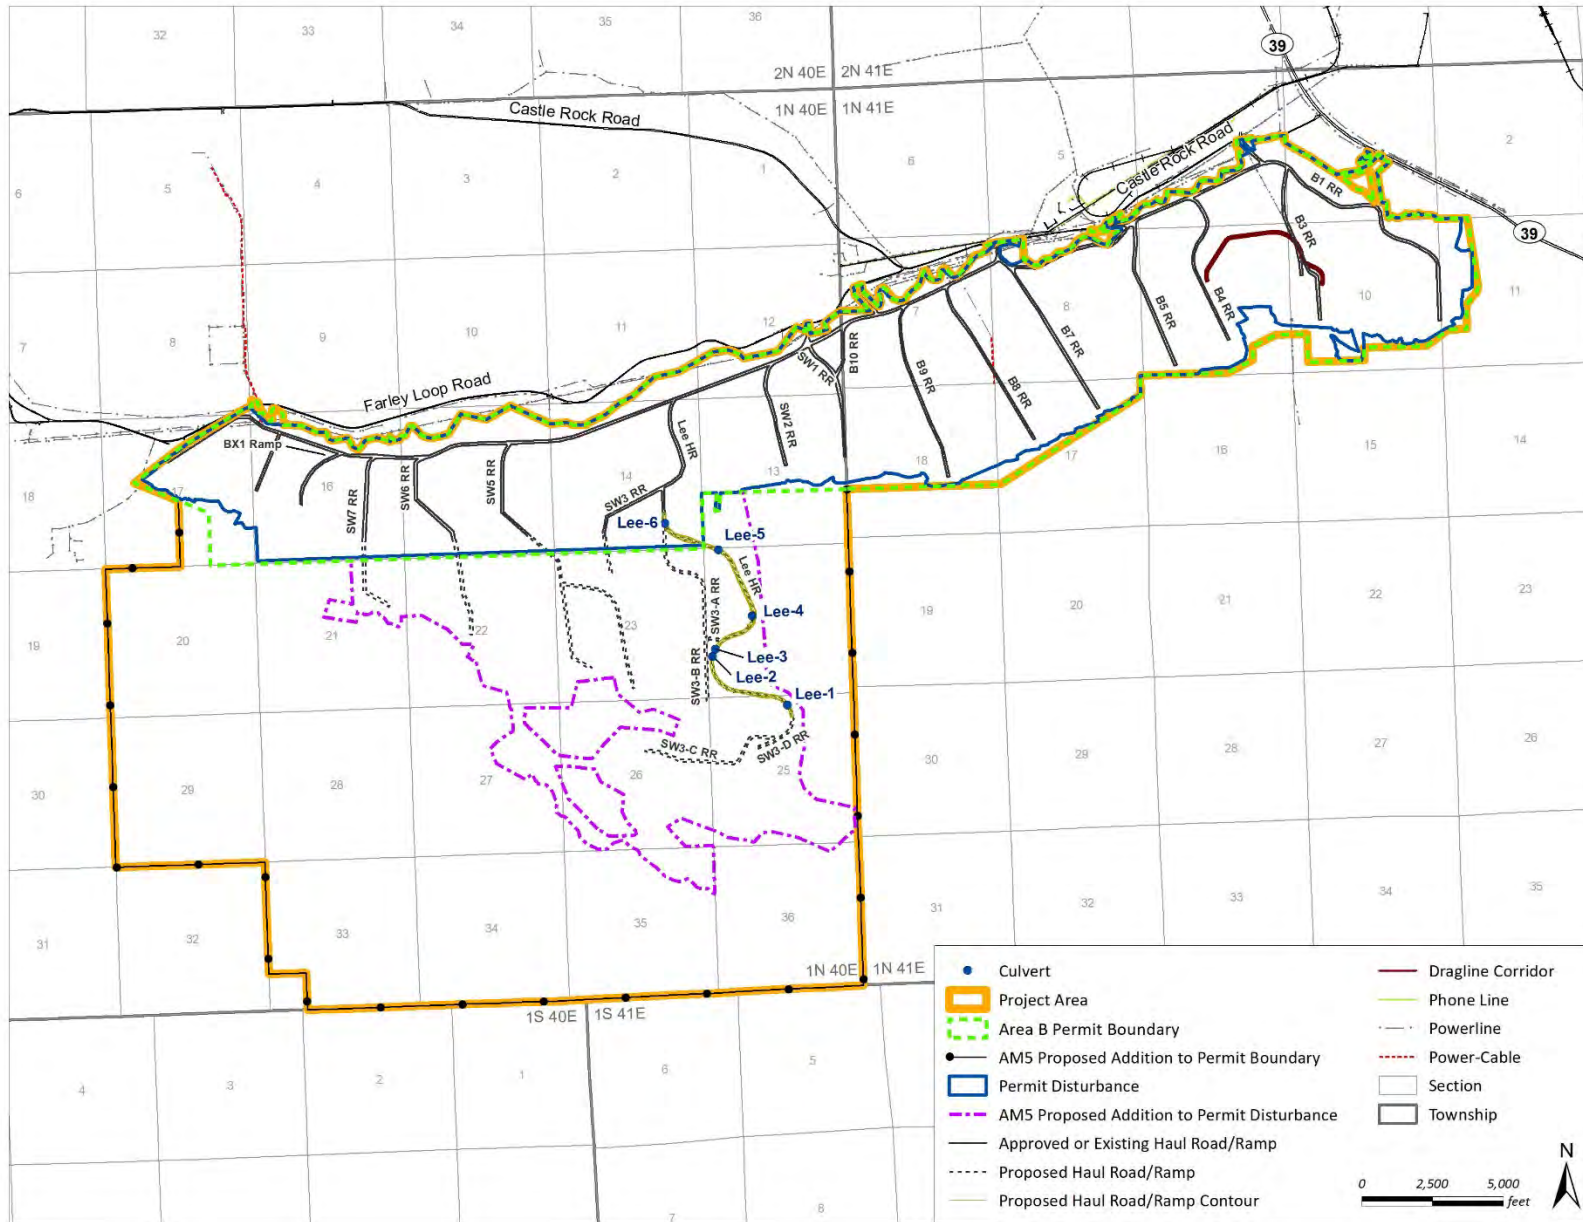 36
35
34
33
32
39
2N 40E
2N 41E
1N 40E
1N 41E
Castle Rock Road
Castle Rock Road
2
5
6
1
2
3
4
5
6
B1 RR
B3 RR
39
11
10
B4 RR
B5 RR
8
B7 RR
7
B8 RR
B9 RR
B10 RR
SW1 RR
12
11
10
9
8
7
Farley Loop Road
SW2 RR
Lee HR
BX1 Ramp
14
15
17
18
13
14
SW3 RR
SW5 RR
SW6 RR
SW7 RR
16
17
18
Lee-6
Lee-5
Lee HR
SW3-A RR
Lee-4
Lee-3
Lee-2
SW3-B RR
Lee-1
23
22
21
20
19
23
22
21
20
19
SW3-C RR
SW3-D RR
25
26
27
28
29
30
26
27
28
29
30
35
34
33
32
31
36
35
34
33
32
31
1N 40E
1N 41E
1S 40E
1S 41E
4
3
2
1
6
5
7
8
Culvert
Project Area
Area B Permit Boundary
AM5 Proposed Addition to Permit Boundary
Permit Disturbance
AM5 Proposed Addition to Permit Disturbance
Approved or Existing Haul Road/Ramp
Proposed Haul Road/Ramp
Proposed Haul Road/Ramp Contour
Dragline Corridor
Phone Line
Powerline
Power-Cable
Section
Township
N
0 2,500 5,000
feet